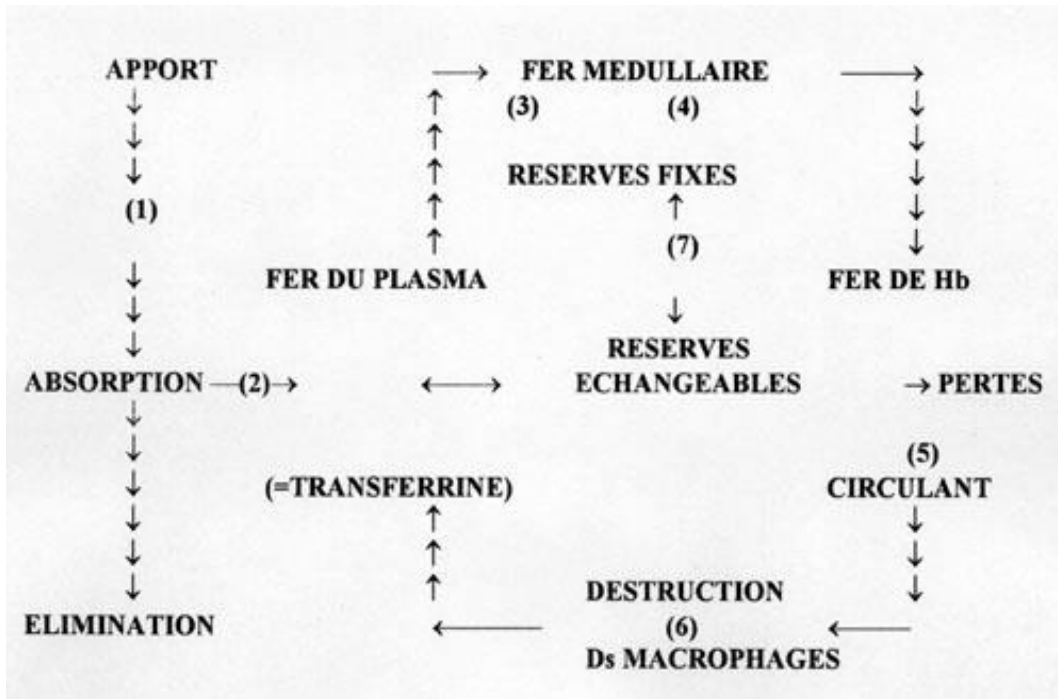 APPORT → FER MEDULLAIRE →
(3) (4)
RESERVES FIXES
(1)
(7)
FER DU PLASMA FER DE Hb
RESERVES
ABSORPTION —(2)→ ↔ ECHANGEABLES → PERTES
(5)
(=TRANSFERRINE) CIRCULANT
DESTRUCTION
ELIMINATION ← (6) ←
Ds MACROPHAGES